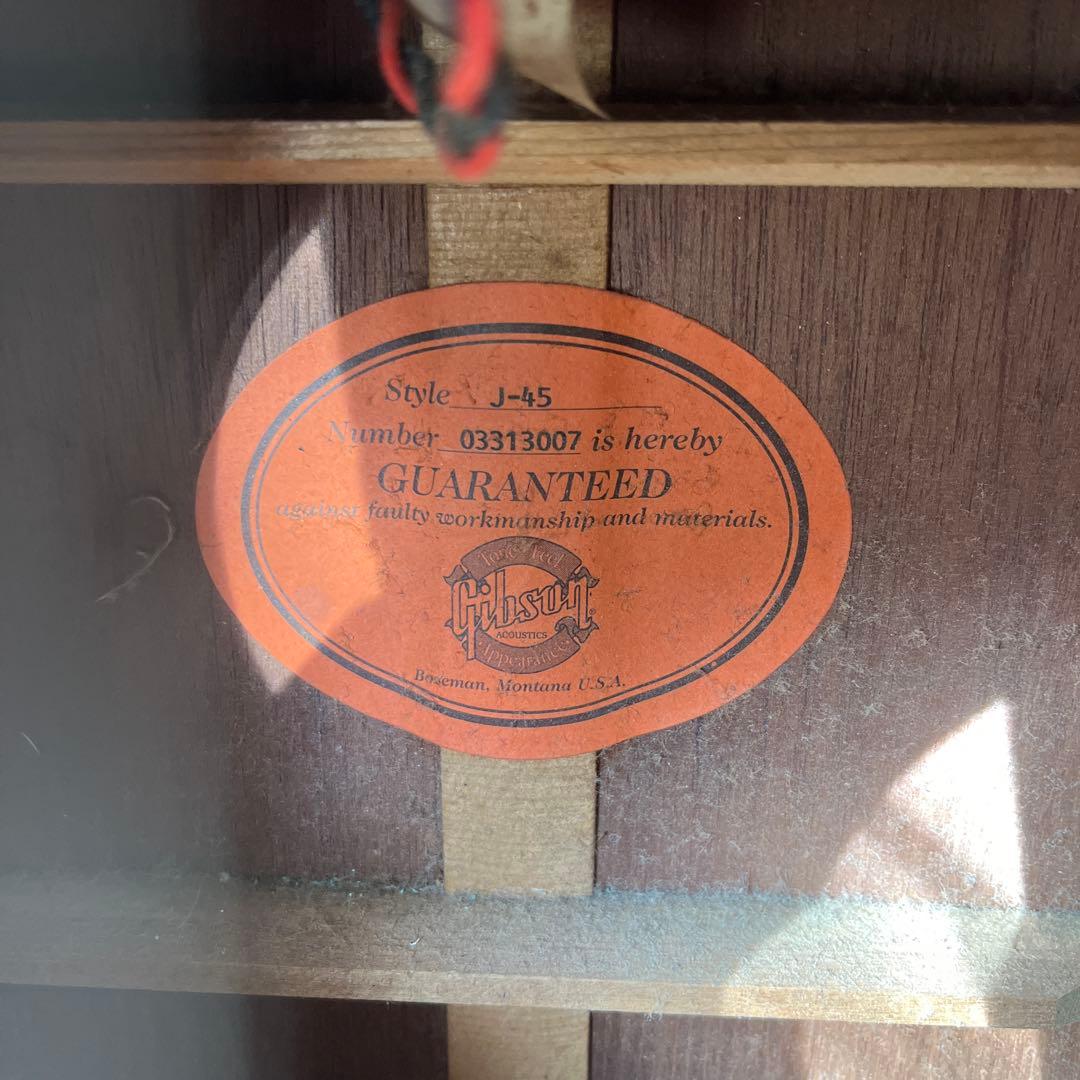 Style J-45
Number 03313007 is hereby
GUARANTEED
against faulty workmanship and materials.
Tone Feel
Gibson
ACOUSTICS
Appearance
Bozeman, Montana U.S.A.